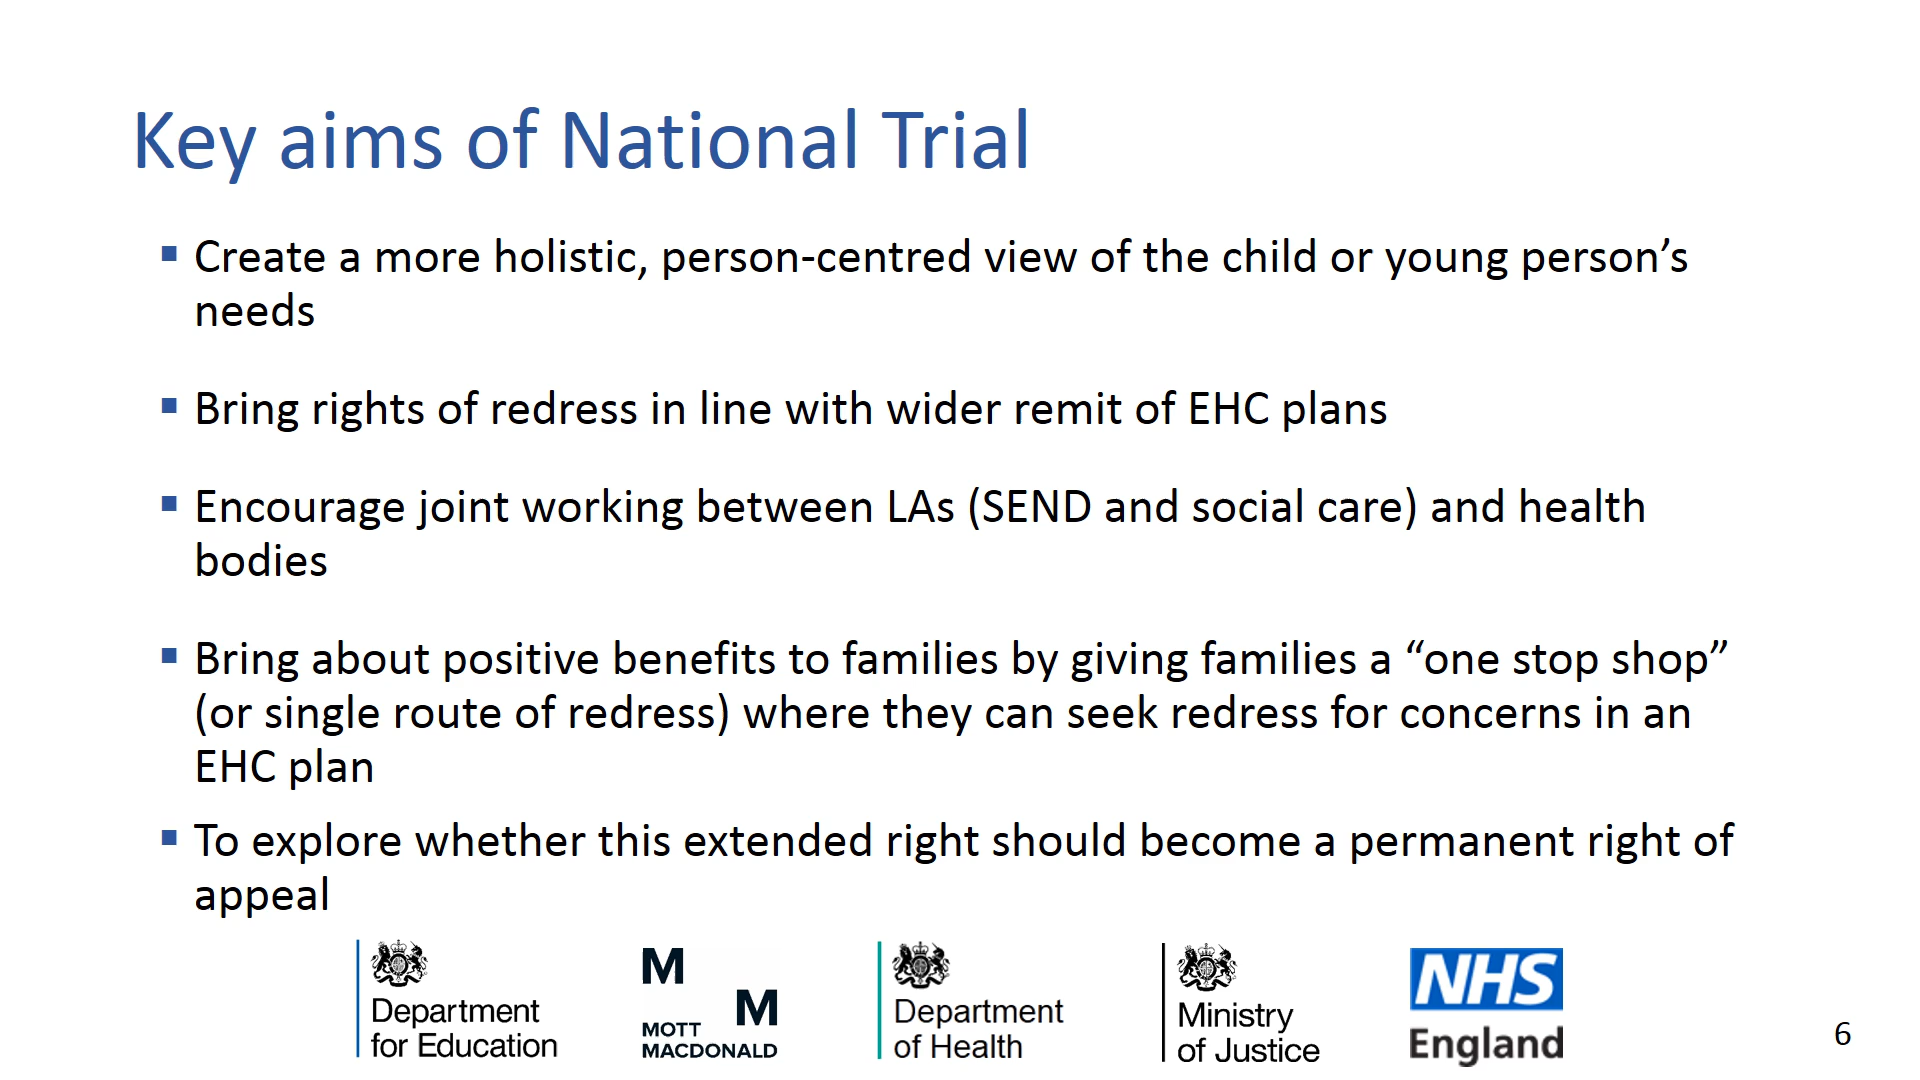 Key aims of National Trial
▪ Create a more holistic, person-centred view of the child or young person’s
needs
▪ Bring rights of redress in line with wider remit of EHC plans
▪ Encourage joint working between LAs (SEND and social care) and health
bodies
▪ Bring about positive benefits to families by giving families a “one stop shop”
(or single route of redress) where they can seek redress for concerns in an
EHC plan
▪ To explore whether this extended right should become a permanent right of
appeal
Department
for Education
M
M
MOTT
MACDONALD
Department
of Health
Ministry
of Justice
NHS
England
6